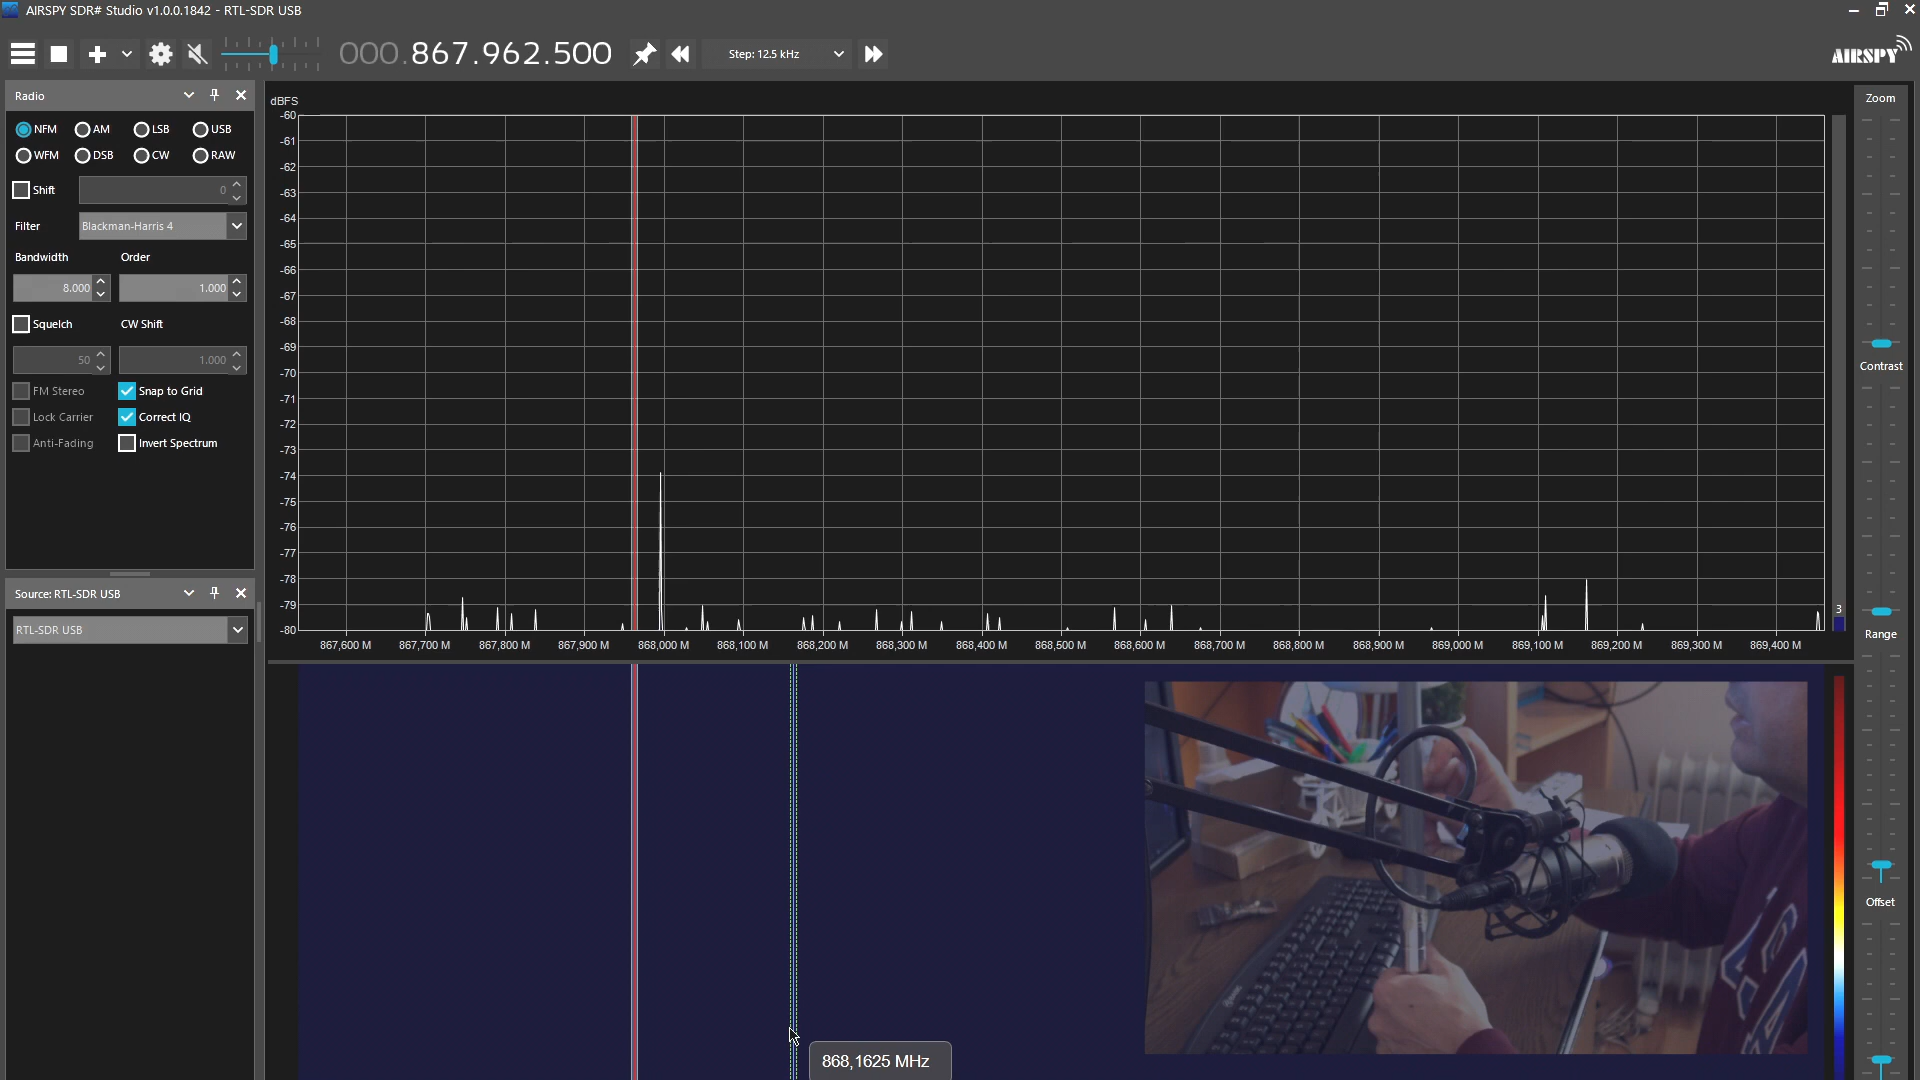 AIRSPY SDR# Studio v1.0.0.1842 - RTL-SDR USB
000.867.962.500
Step: 12.5 kHz
AIRSPY
Radio
NFM AM LSB USB
WFM DSB CW RAW
Shift 0
Filter Blackman-Harris 4
Bandwidth Order
8.000 1.000
Squelch CW Shift
50 1.000
FM Stereo Snap to Grid
Lock Carrier Correct IQ
Anti-Fading Invert Spectrum
Source: RTL-SDR USB
RTL-SDR USB
dBFS
-60
-61
-62
-63
-64
-65
-66
-67
-68
-69
-70
-71
-72
-73
-74
-75
-76
-77
-78
-79
-80
867,600 M 867,700 M 867,800 M 867,900 M 868,000 M 868,100 M 868,200 M 868,300 M 868,400 M 868,500 M 868,600 M 868,700 M 868,800 M 868,900 M 869,000 M 869,100 M 869,200 M 869,300 M 869,400 M
3
868,1625 MHz
Zoom
Contrast
Range
Offset